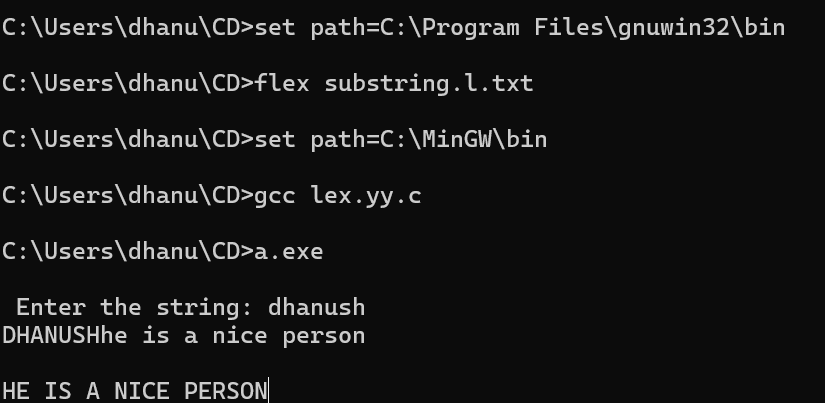 C:\Users\dhanu\CD>set path=C:\Program Files\gnuwin32\bin
C:\Users\dhanu\CD>flex substring.l.txt
C:\Users\dhanu\CD>set path=C:\MinGW\bin
C:\Users\dhanu\CD>gcc lex.yy.c
C:\Users\dhanu\CD>a.exe
Enter the string: dhanush
DHANUSHhe is a nice person
HE IS A NICE PERSON